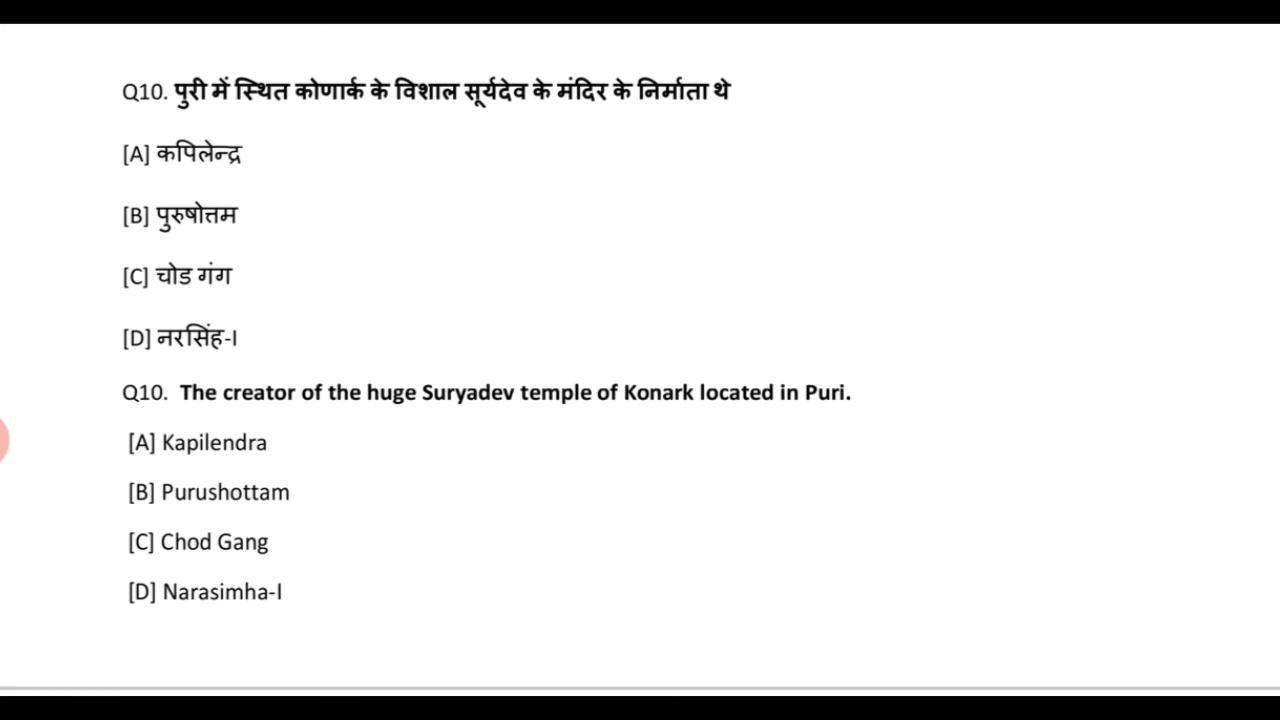 Q10. पुरी में स्थित कोणार्क के विशाल सूर्यदेव के मंदिर के निर्माता थे
[A] कपिलेन्द्र
[B] पुरुषोत्तम
[C] चोड गंग
[D] नरसिंह-I
Q10. The creator of the huge Suryadev temple of Konark located in Puri.
[A] Kapilendra
[B] Purushottam
[C] Chod Gang
[D] Narasimha-I